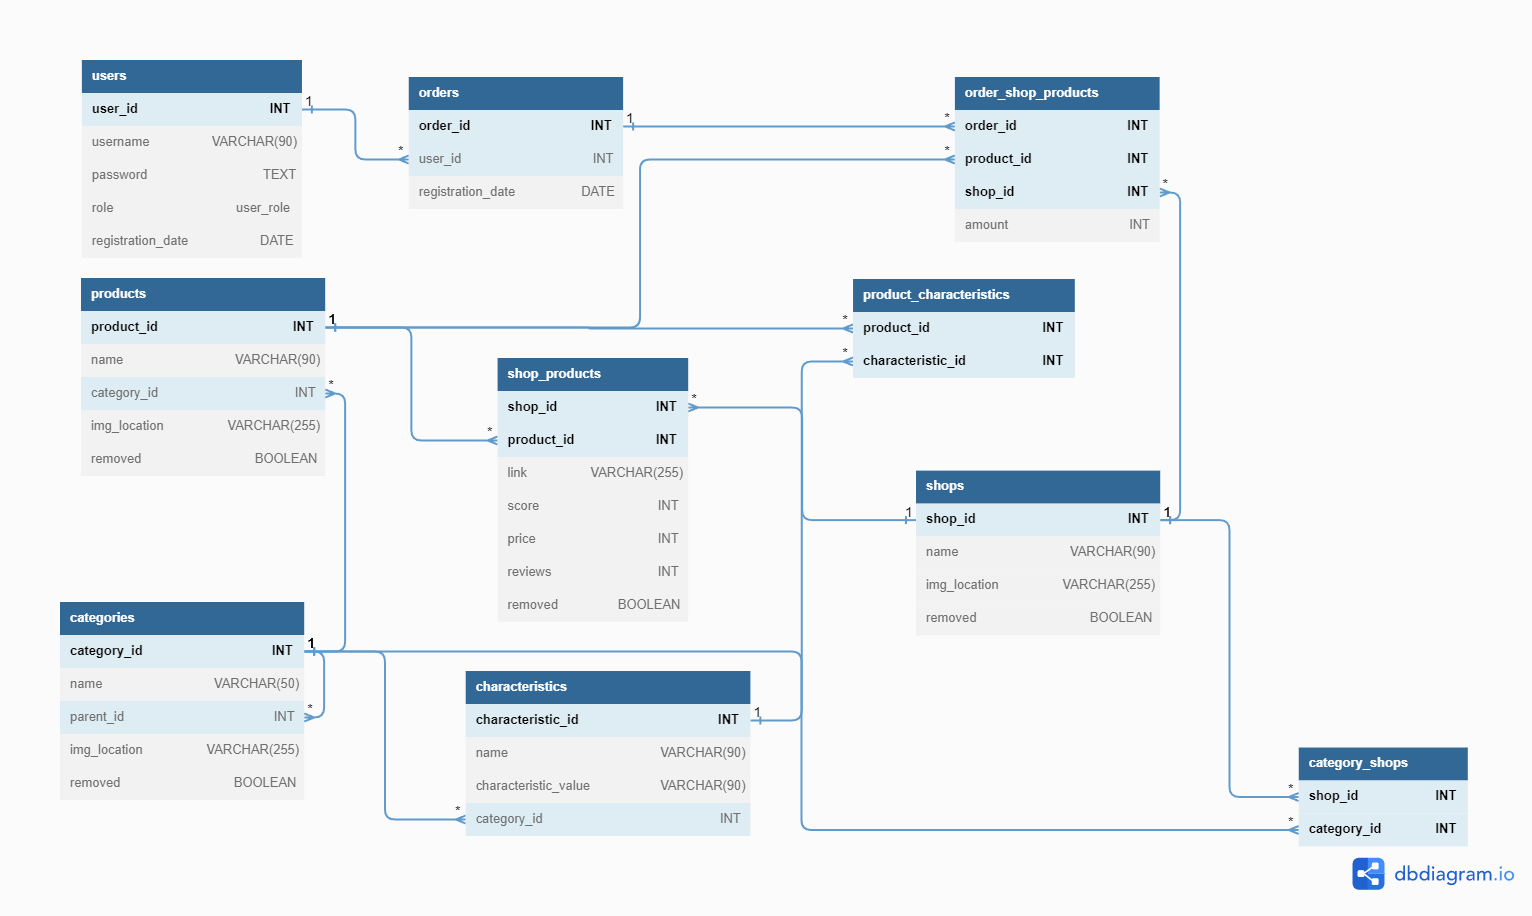 users
user_id INT
username VARCHAR(90)
password TEXT
role user_role
registration_date DATE
1
*
orders
order_id INT
user_id INT
registration_date DATE
1
*
*
order_shop_products
order_id INT
product_id INT
shop_id INT
amount INT
*
products
product_id INT
name VARCHAR(90)
category_id INT
img_location VARCHAR(255)
removed BOOLEAN
1
*
product_characteristics
product_id INT
characteristic_id INT
*
*
shop_products
shop_id INT
product_id INT
link VARCHAR(255)
score INT
price INT
reviews INT
removed BOOLEAN
*
*
shops
shop_id INT
name VARCHAR(90)
img_location VARCHAR(255)
removed BOOLEAN
1
1
categories
category_id INT
name VARCHAR(50)
parent_id INT
img_location VARCHAR(255)
removed BOOLEAN
1
*
characteristics
characteristic_id INT
name VARCHAR(90)
characteristic_value VARCHAR(90)
category_id INT
1
*
category_shops
shop_id INT
category_id INT
*
*
dbdiagram.io